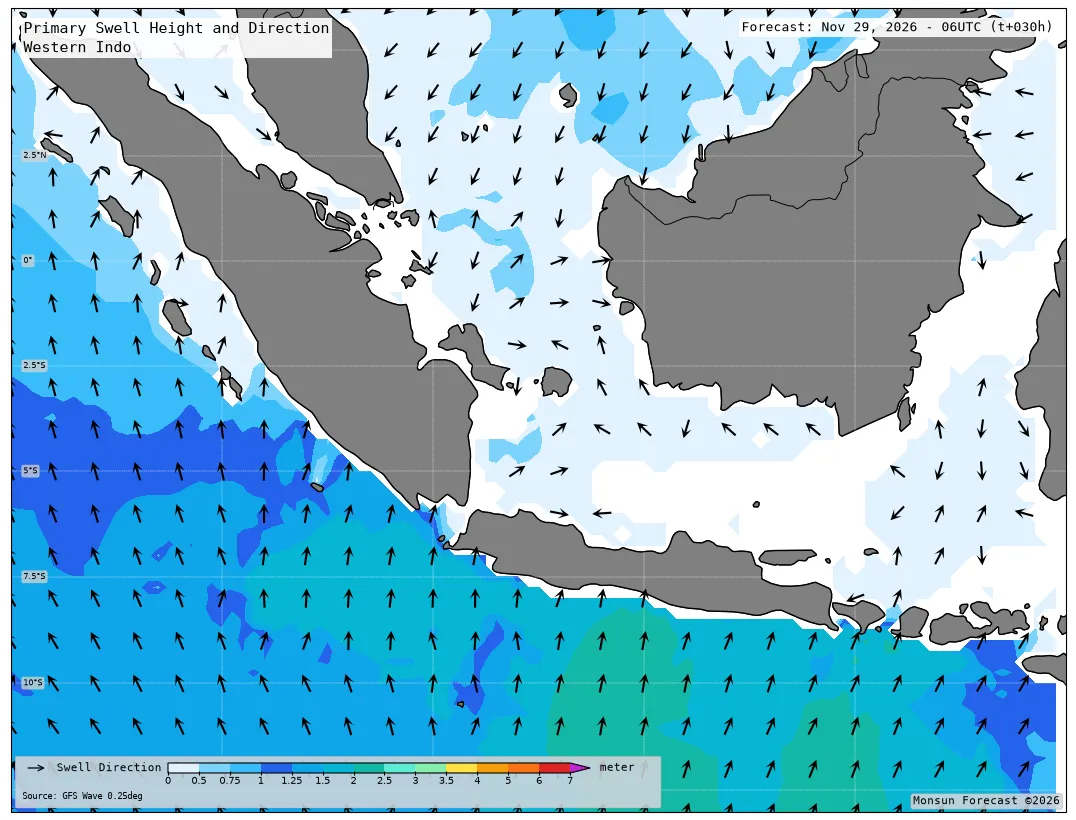 Primary Swell Height and Direction
Western Indo
Forecast: Nov 29, 2026 - 06UTC (t+030h)
2.5°N
0°
2.5°S
5°S
7.5°S
10°S
Swell Direction
0 0.5 0.75 1 1.25 1.5 2 2.5 3 3.5 4 5 6 7
meter
Source: GFS Wave 0.25deg
Monsun Forecast ©2026